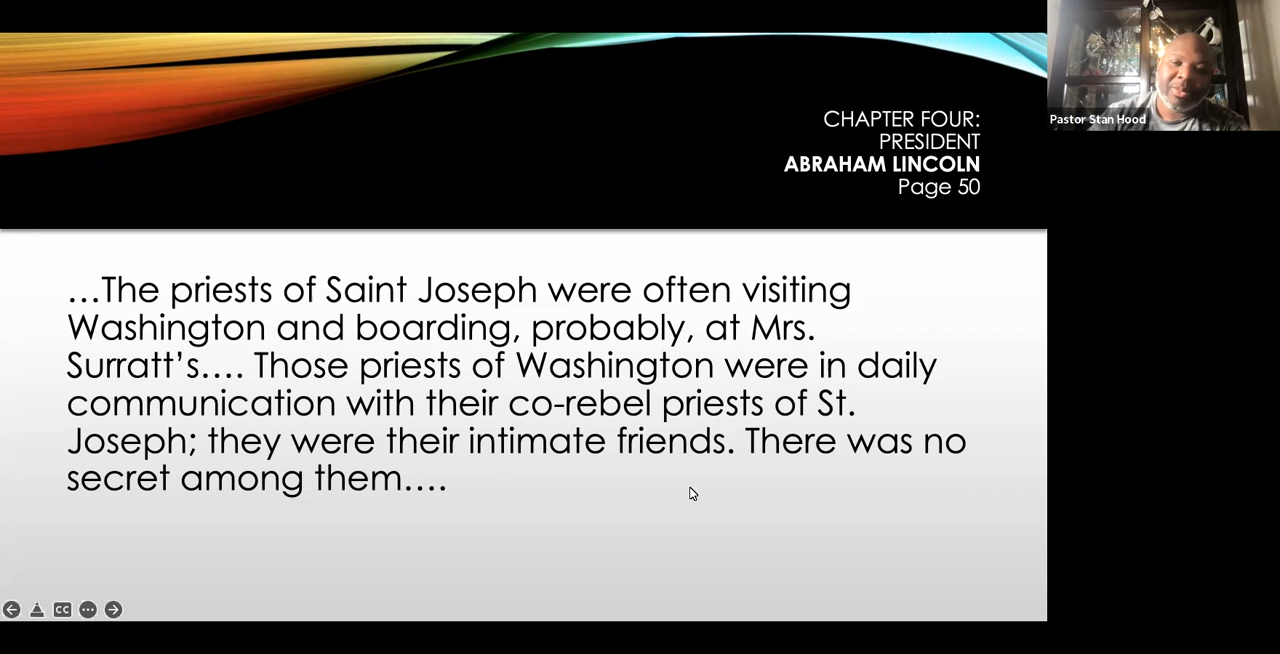 CHAPTER FOUR:
PRESIDENT
ABRAHAM LINCOLN
Page 50
Pastor Stan Hood
…The priests of Saint Joseph were often visiting
Washington and boarding, probably, at Mrs.
Surratt’s…. Those priests of Washington were in daily
communication with their co-rebel priests of St.
Joseph; they were their intimate friends. There was no
secret among them….
CC